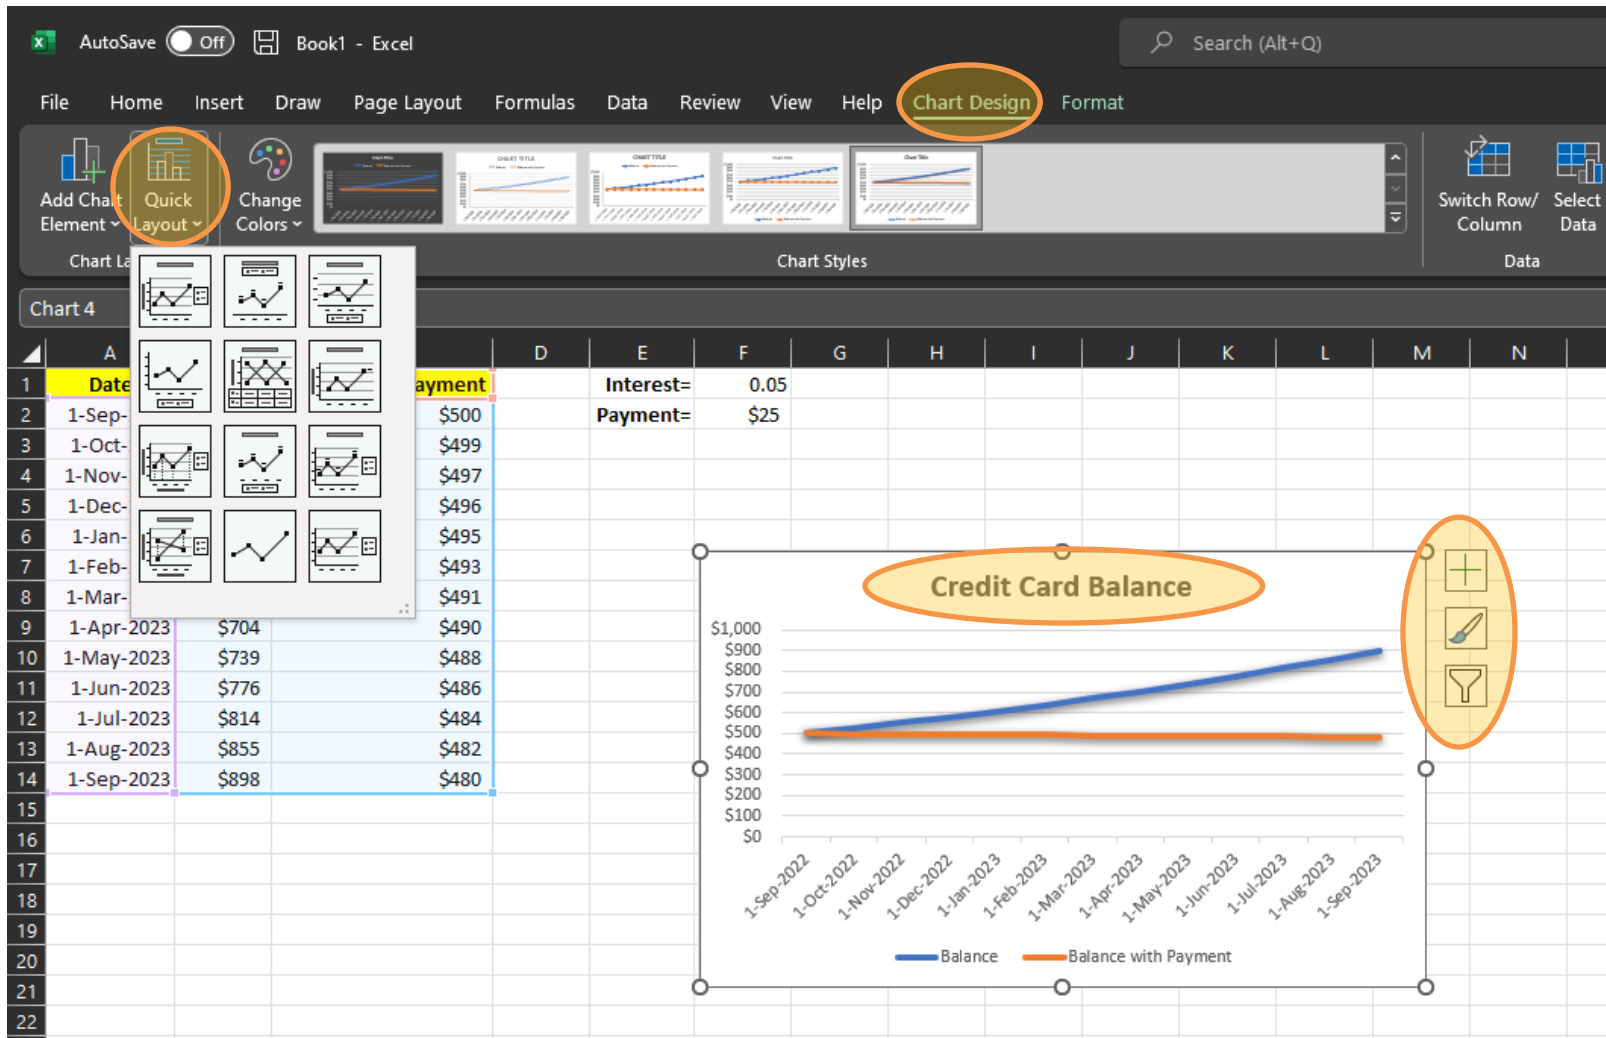 AutoSave Off Book1 - Excel Search (Alt+Q)
File Home Insert Draw Page Layout Formulas Data Review View Help Chart Design Format
Add Chart Element
Quick Layout
Change Colors
Switch Row/ Column
Select Data
Chart La
Chart Styles
Data
Chart 4
A D E F G H I J K L M N
1 Date ayment Interest= 0.05
2 1-Sep- $500 Payment= $25
3 1-Oct- $499
4 1-Nov- $497
5 1-Dec- $496
6 1-Jan- $495
7 1-Feb- $493
8 1-Mar- $491
9 1-Apr-2023 $704 $490
10 1-May-2023 $739 $488
11 1-Jun-2023 $776 $486
12 1-Jul-2023 $814 $484
13 1-Aug-2023 $855 $482
14 1-Sep-2023 $898 $480
15
16
17
18
19
20
21
22
Credit Card Balance
$1,000
$900
$800
$700
$600
$500
$400
$300
$200
$100
$0
1-Sep-2022 1-Oct-2022 1-Nov-2022 1-Dec-2022 1-Jan-2023 1-Feb-2023 1-Mar-2023 1-Apr-2023 1-May-2023 1-Jun-2023 1-Jul-2023 1-Aug-2023 1-Sep-2023
Balance Balance with Payment